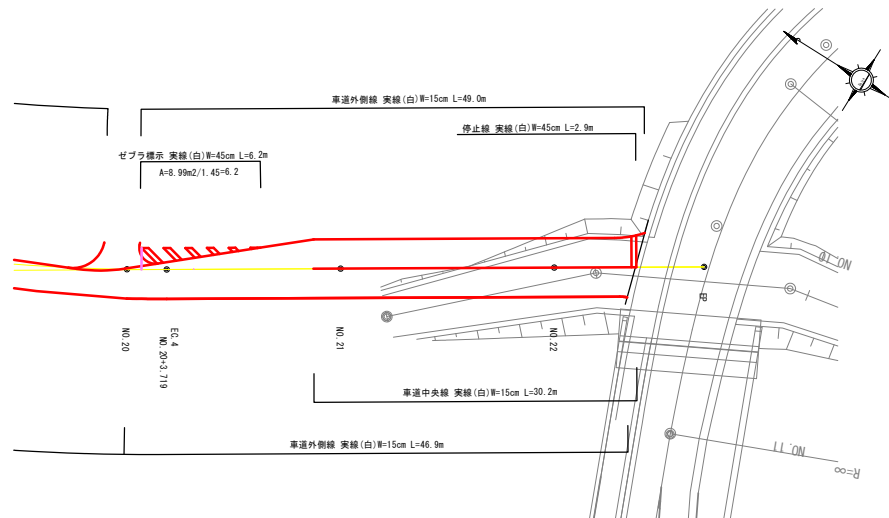 車道外側線 実線(白)W=15cm L=49.0m
停止線 実線(白)W=45cm L=2.9m
ゼブラ標示 実線(白)W=45cm L=6.2m
A=8.99m2/1.45=6.2
NO.10
EP
NO.20
EC.4
NO.20+3.719
NO.21
NO.22
車道中央線 実線(白)W=15cm L=30.2m
車道外側線 実線(白)W=15cm L=46.9m
NO.11
R=∞